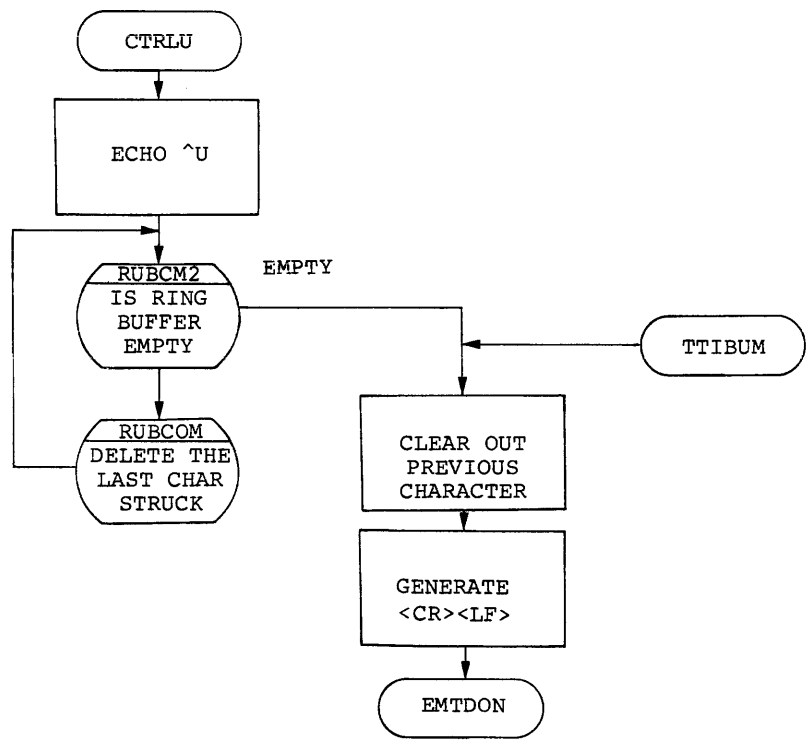 CTRLU
ECHO ^U
RUBCM2
IS RING
BUFFER
EMPTY
EMPTY
TTIBUM
RUBCOM
DELETE THE
LAST CHAR
STRUCK
CLEAR OUT
PREVIOUS
CHARACTER
GENERATE
<CR><LF>
EMTDON